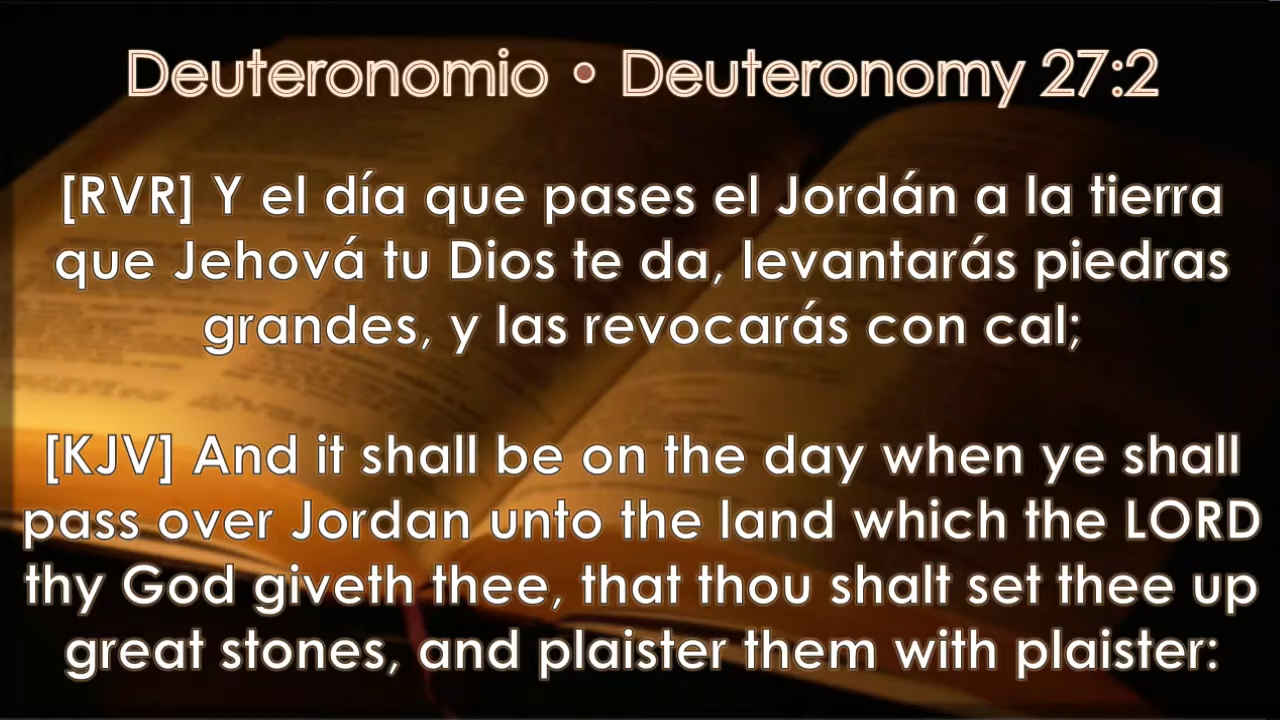 Deuteronomio • Deuteronomy 27:2
[RVR] Y el día que pases el Jordán a la tierra
que Jehová tu Dios te da, levantarás piedras
grandes, y las revocarás con cal;
[KJV] And it shall be on the day when ye shall
pass over Jordan unto the land which the LORD
thy God giveth thee, that thou shalt set thee up
great stones, and plaister them with plaister: